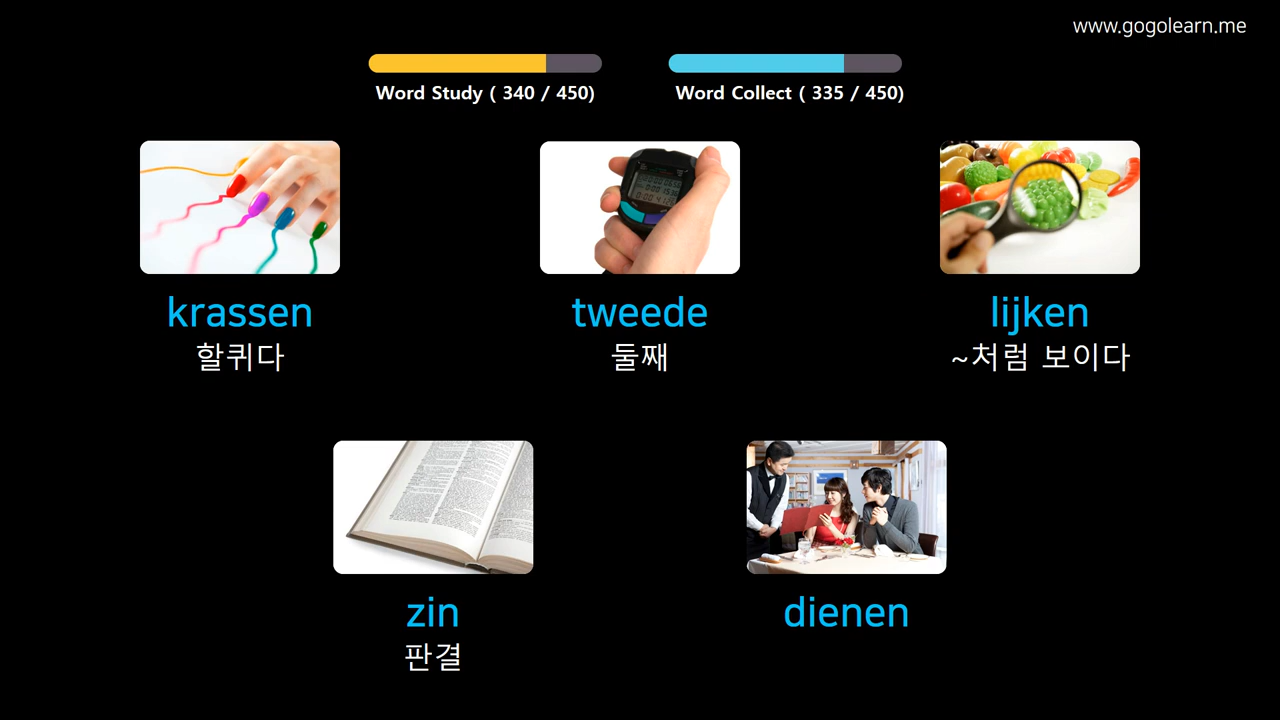 www.gogolearn.me
Word Study ( 340 / 450)
Word Collect ( 335 / 450)
krassen
할퀴다
tweede
둘째
lijken
~처럼 보이다
zin
판결
dienen